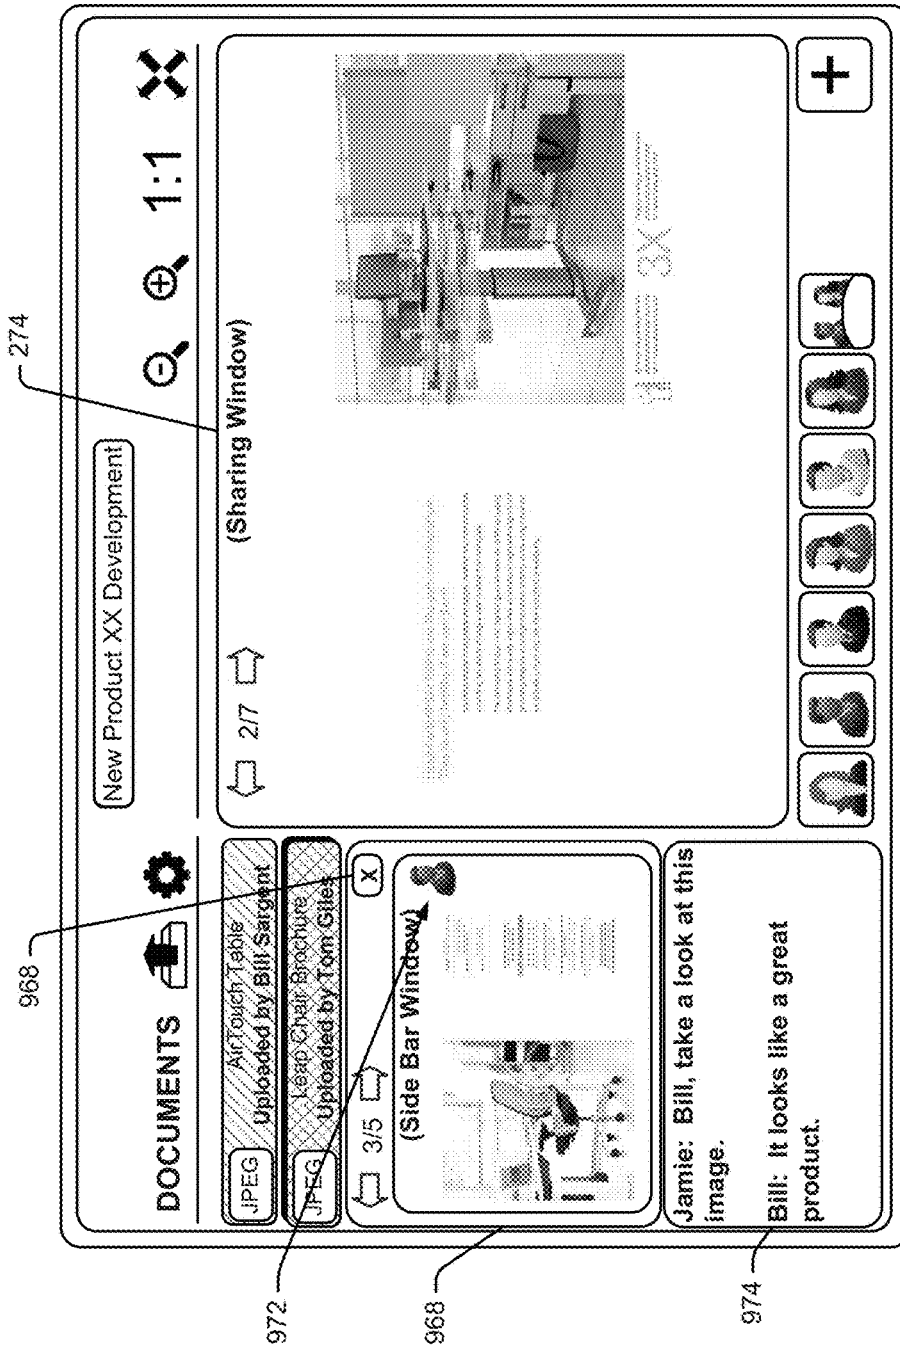 274
968
New Product XX Development
DOCUMENTS
1:1
JPEG
AirTouch Table
Uploaded by Bill Sargent
JPEG
Leap Chair Brochure
Uploaded by Tom Giles
3/5
x
(Side Bar Window)
2/7
(Sharing Window)
3X
Jamie: Bill, take a look at this
image.
Bill: It looks like a great
product.
+
972
968
974